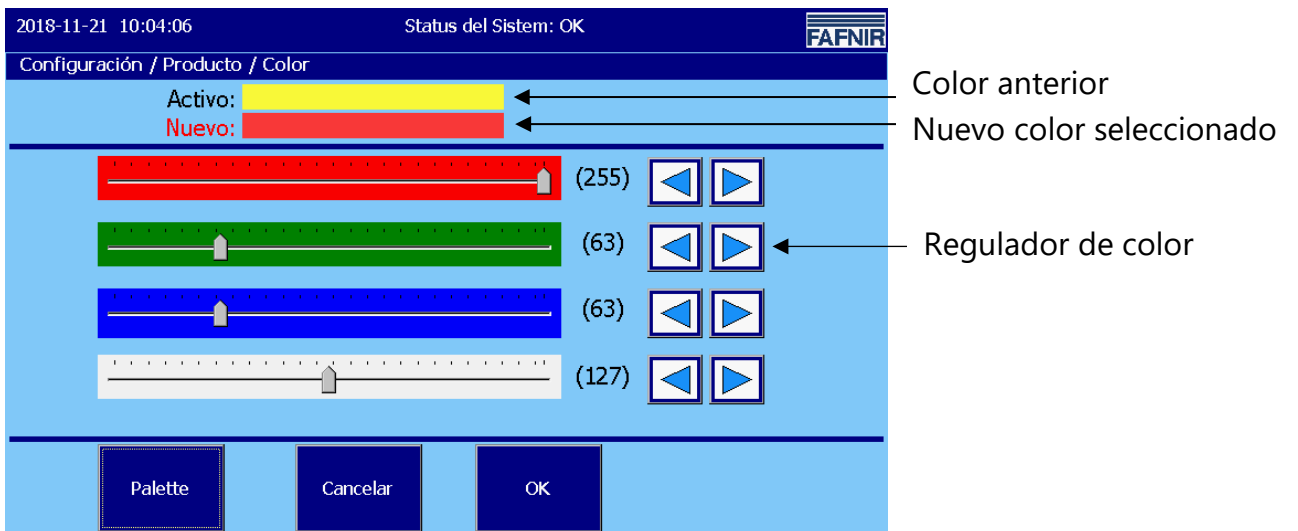 2018-11-21 10:04:06 Status del Sistem: OK FAFNIR
Configuración / Producto / Color
Activo:
Color anterior
Nuevo:
Nuevo color seleccionado
(255)
(63)
Regulador de color
(63)
(127)
Palette Cancelar OK